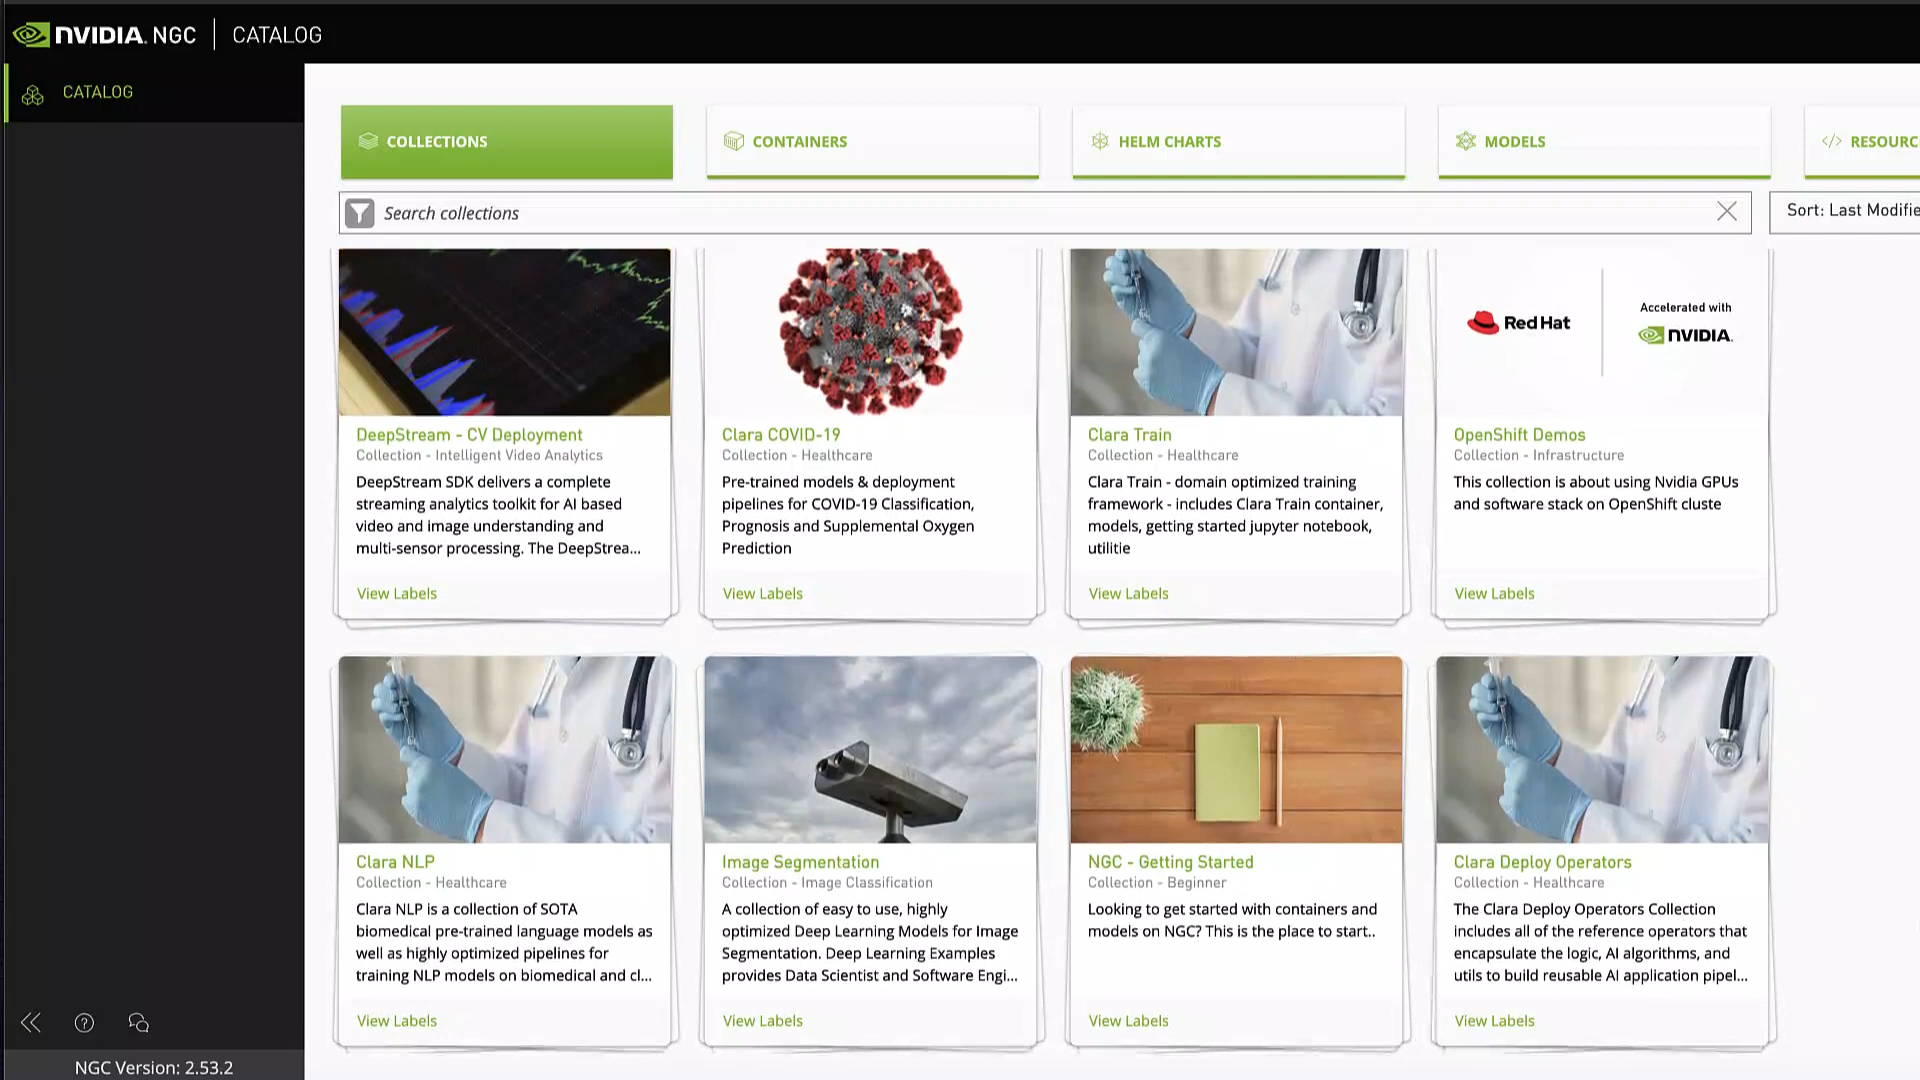 NVIDIA. NGC | CATALOG
CATALOG
COLLECTIONS
CONTAINERS
HELM CHARTS
MODELS
RESOURC
Search collections
Sort: Last Modifie
RedHat
Accelerated with
NVIDIA.
DeepStream - CV Deployment
Collection - Intelligent Video Analytics
DeepStream SDK delivers a complete
streaming analytics toolkit for AI based
video and image understanding and
multi-sensor processing. The DeepStrea...
View Labels
Clara COVID-19
Collection - Healthcare
Pre-trained models & deployment
pipelines for COVID-19 Classification,
Prognosis and Supplemental Oxygen
Prediction
View Labels
Clara Train
Collection - Healthcare
Clara Train - domain optimized training
framework - includes Clara Train container,
models, getting started jupyter notebook,
utilitie
View Labels
OpenShift Demos
Collection - Infrastructure
This collection is about using Nvidia GPUs
and software stack on OpenShift cluste
View Labels
Clara NLP
Collection - Healthcare
Clara NLP is a collection of SOTA
biomedical pre-trained language models as
well as highly optimized pipelines for
training NLP models on biomedical and cl...
View Labels
Image Segmentation
Collection - Image Classification
A collection of easy to use, highly
optimized Deep Learning Models for Image
Segmentation. Deep Learning Examples
provides Data Scientist and Software Engi...
View Labels
NGC - Getting Started
Collection - Beginner
Looking to get started with containers and
models on NGC? This is the place to start..
View Labels
Clara Deploy Operators
Collection - Healthcare
The Clara Deploy Operators Collection
includes all of the reference operators that
encapsulate the logic, AI algorithms, and
utils to build reusable AI application pipel...
View Labels
NGC Version: 2.53.2